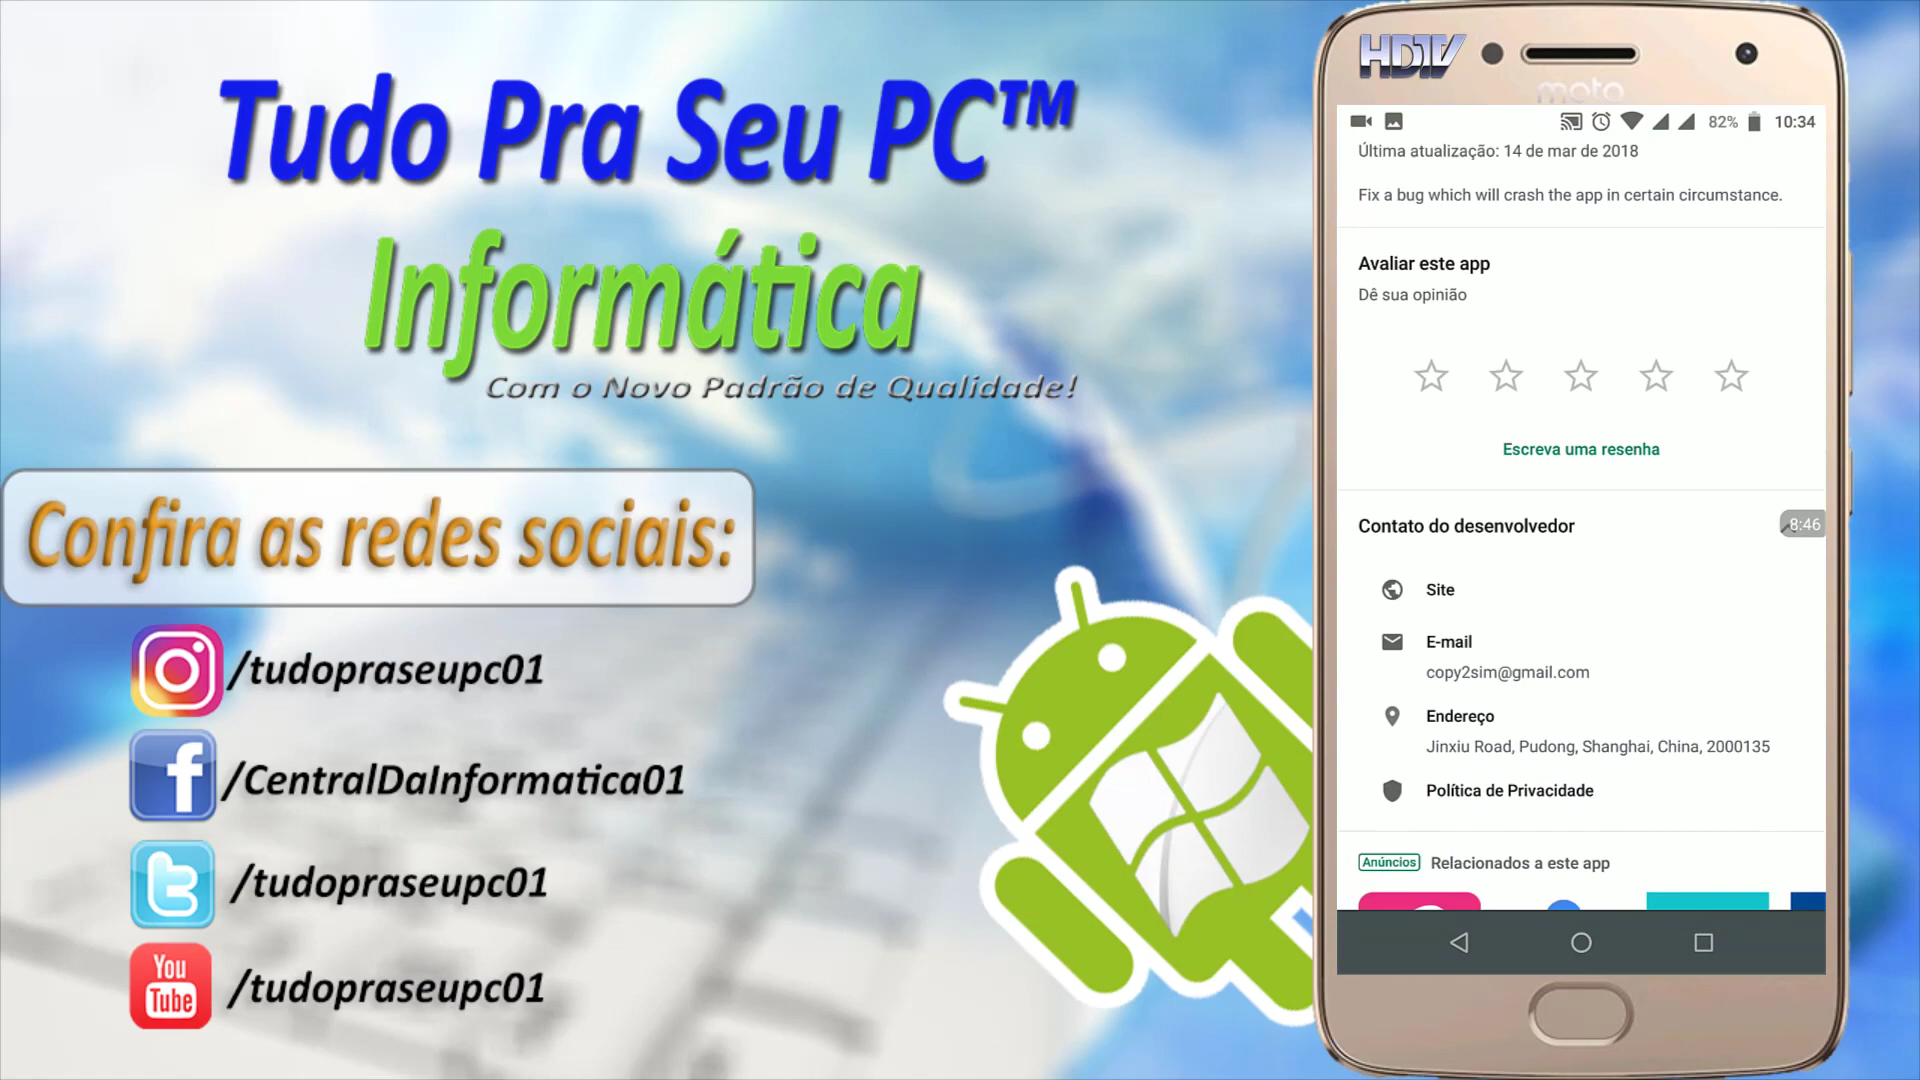 Tudo Pra Seu PC™
Informática
Com o Novo Padrão de Qualidade!
Confira as redes sociais:
/tudopraseupc01
/CentralDaInformatica01
/tudopraseupc01
You
Tube
/tudopraseupc01
HDTV
moto
82% 10:34
Última atualização: 14 de mar de 2018
Fix a bug which will crash the app in certain circumstance.
Avaliar este app
Dê sua opinião
Escreva uma resenha
Contato do desenvolvedor
8:46
Site
E-mail
copy2sim@gmail.com
Endereço
Jinxiu Road, Pudong, Shanghai, China, 2000135
Política de Privacidade
Anúncios Relacionados a este app